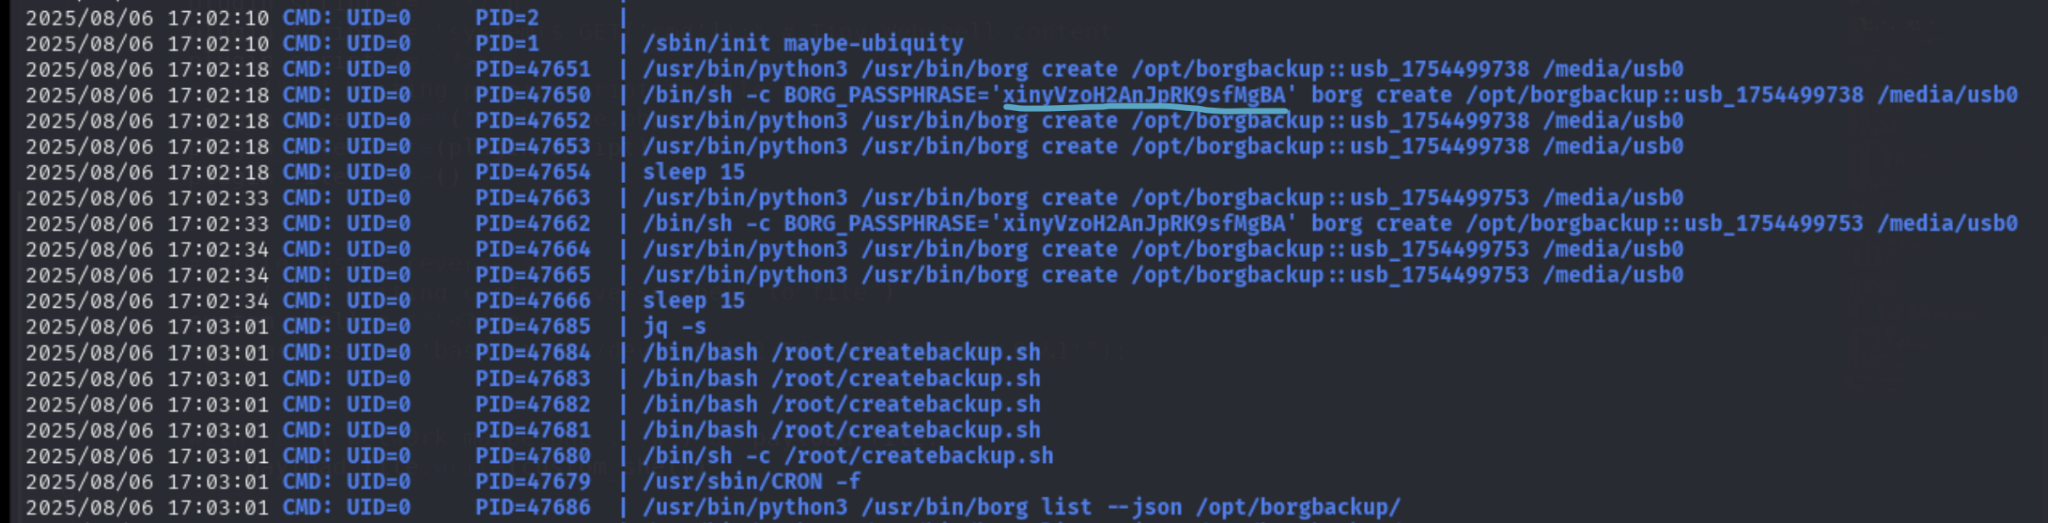 2025/08/06 17:02:10 CMD: UID=0 PID=2 |
2025/08/06 17:02:10 CMD: UID=0 PID=1 | /sbin/init maybe-ubiquity
2025/08/06 17:02:18 CMD: UID=0 PID=47651 | /usr/bin/python3 /usr/bin/borg create /opt/borgbackup::usb_1754499738 /media/usb0
2025/08/06 17:02:18 CMD: UID=0 PID=47650 | /bin/sh -c BORG_PASSPHRASE='xinyVzoH2AnJpRK9sfMgBA' borg create /opt/borgbackup::usb_1754499738 /media/usb0
2025/08/06 17:02:18 CMD: UID=0 PID=47652 | /usr/bin/python3 /usr/bin/borg create /opt/borgbackup::usb_1754499738 /media/usb0
2025/08/06 17:02:18 CMD: UID=0 PID=47653 | /usr/bin/python3 /usr/bin/borg create /opt/borgbackup::usb_1754499738 /media/usb0
2025/08/06 17:02:18 CMD: UID=0 PID=47654 | sleep 15
2025/08/06 17:02:33 CMD: UID=0 PID=47663 | /usr/bin/python3 /usr/bin/borg create /opt/borgbackup::usb_1754499753 /media/usb0
2025/08/06 17:02:33 CMD: UID=0 PID=47662 | /bin/sh -c BORG_PASSPHRASE='xinyVzoH2AnJpRK9sfMgBA' borg create /opt/borgbackup::usb_1754499753 /media/usb0
2025/08/06 17:02:34 CMD: UID=0 PID=47664 | /usr/bin/python3 /usr/bin/borg create /opt/borgbackup::usb_1754499753 /media/usb0
2025/08/06 17:02:34 CMD: UID=0 PID=47665 | /usr/bin/python3 /usr/bin/borg create /opt/borgbackup::usb_1754499753 /media/usb0
2025/08/06 17:02:34 CMD: UID=0 PID=47666 | sleep 15
2025/08/06 17:03:01 CMD: UID=0 PID=47685 | jq -s
2025/08/06 17:03:01 CMD: UID=0 PID=47684 | /bin/bash /root/createbackup.sh
2025/08/06 17:03:01 CMD: UID=0 PID=47683 | /bin/bash /root/createbackup.sh
2025/08/06 17:03:01 CMD: UID=0 PID=47682 | /bin/bash /root/createbackup.sh
2025/08/06 17:03:01 CMD: UID=0 PID=47681 | /bin/bash /root/createbackup.sh
2025/08/06 17:03:01 CMD: UID=0 PID=47680 | /bin/sh -c /root/createbackup.sh
2025/08/06 17:03:01 CMD: UID=0 PID=47679 | /usr/sbin/CRON -f
2025/08/06 17:03:01 CMD: UID=0 PID=47686 | /usr/bin/python3 /usr/bin/borg list --json /opt/borgbackup/